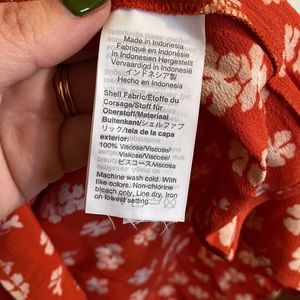 Made in Indonesia
Fabriqué en Indonésie
In Indonesien Hergestellt
Vervaardigd in Indonesie
インドネシア製
Hecho en Indonesia
Shell Fabric/Étoffe du
Corsage/Stoff für
Oberstoff/Materiaal
Buitenkant/シェルファブ
リック/tela de la capa
exterior:
100% Viscose/Viscose/
Viskose/Viscose/
ビスコース/Viscosa
Machine wash cold. With
like colors. Non-chlorine
bleach only. Line dry. Iron
on lowest setting.